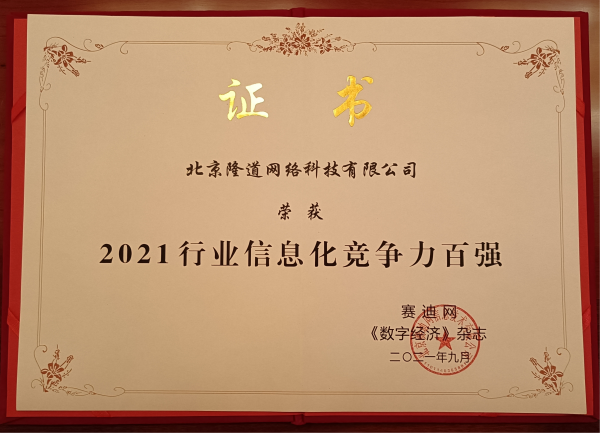 证书
北京隆道网络科技有限公司
荣获
2021行业信息化竞争力百强
赛迪网
《数字经济》杂志
二〇二一年九月